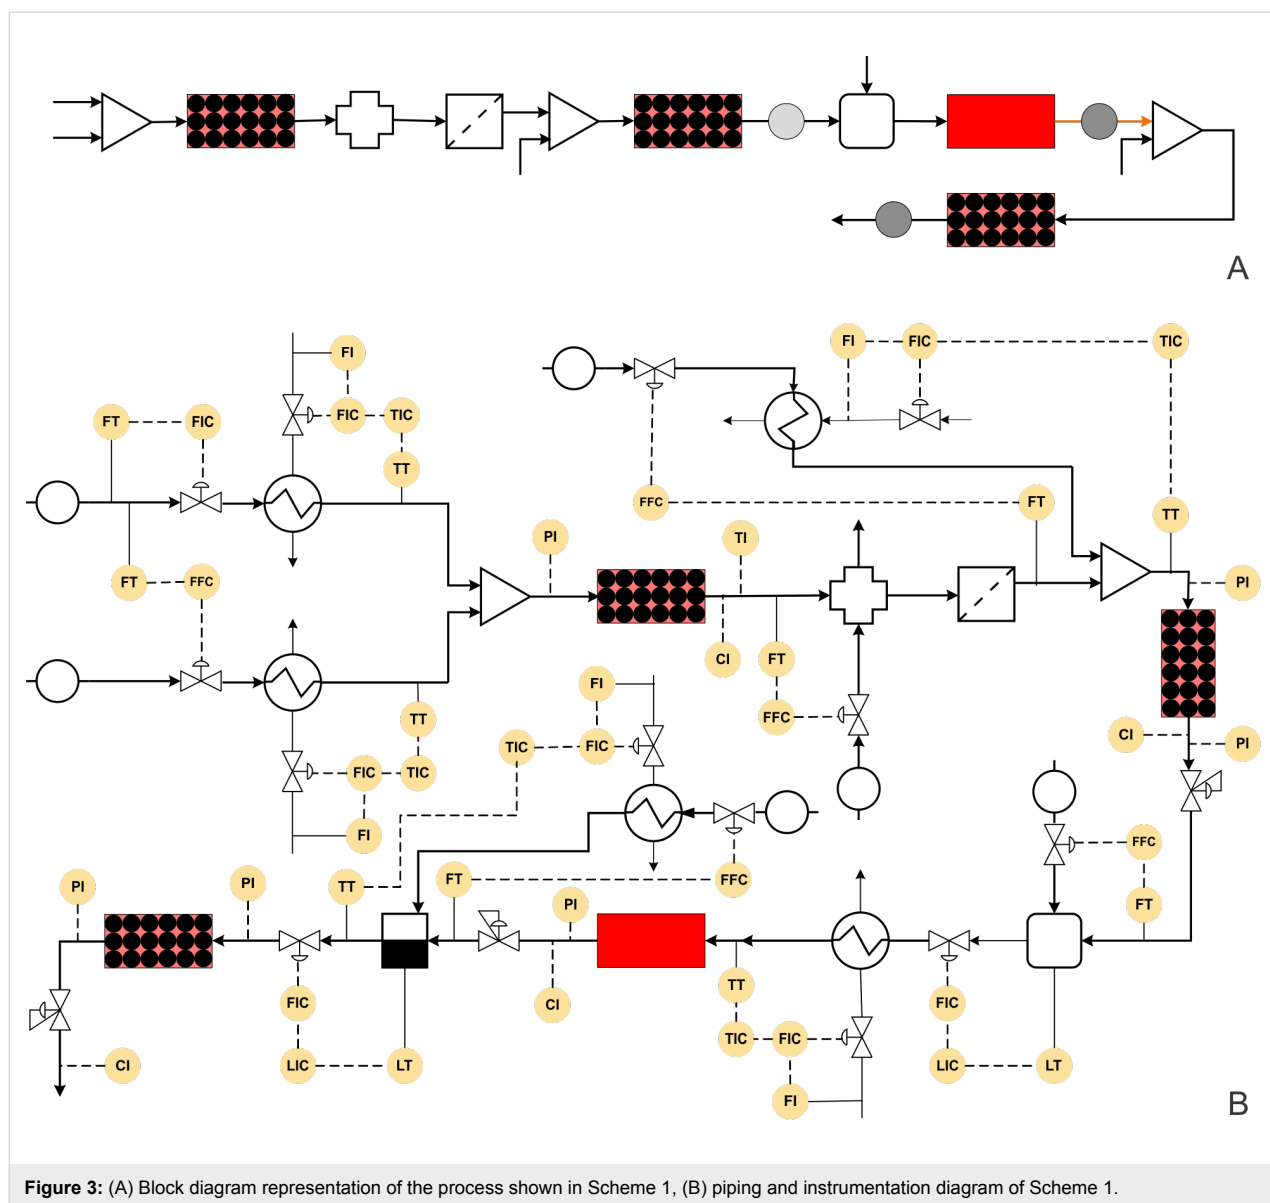 A
FI
FI
FIC
TIC
FT
FIC
FIC
TIC
TT
FFC
FT
TT
PI
TI
FT
FFC
PI
CI
FT
FI
TT
FFC
CI
PI
TIC
FIC
FIC
TIC
FI
FFC
PI
PI
TT
FT
FFC
PI
FT
TT
FIC
CI
FIC
TIC
FIC
CI
LIC
LT
LIC
LT
FI
B
Figure 3: (A) Block diagram representation of the process shown in Scheme 1, (B) piping and instrumentation diagram of Scheme 1.